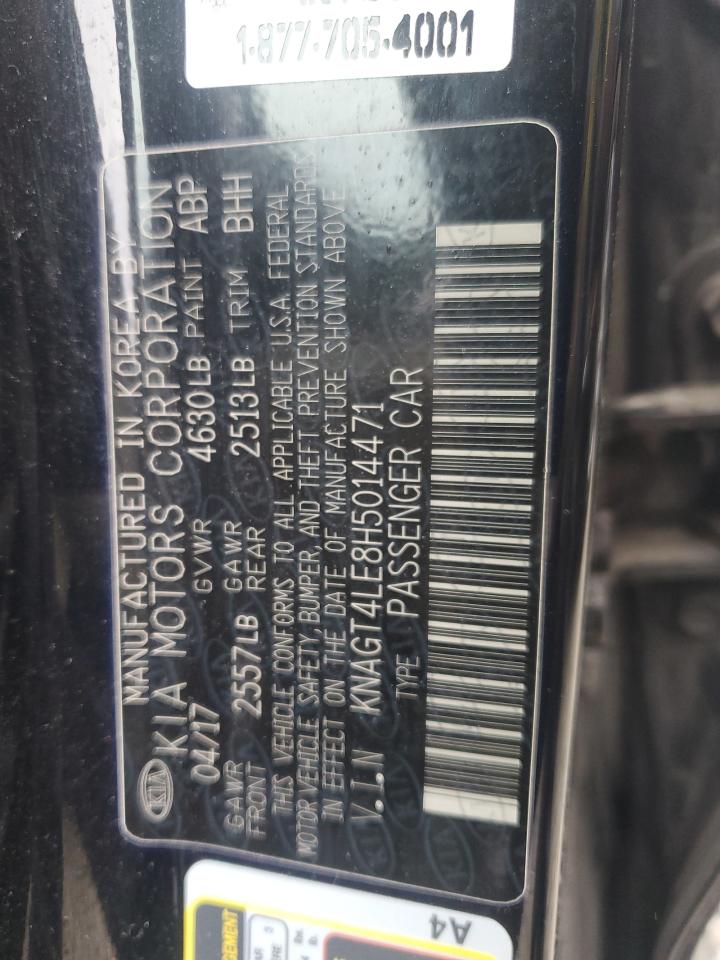 1-877-705-4001
MANUFACTURED IN KOREA BY
KIA KIA MOTORS CORPORATION
04/17 GVWR 4630LB PAINT ABP
GAWR FRONT 2557LB GAWR REAR 2513LB TRIM BHH
THIS VEHICLE CONFORMS TO ALL APPLICABLE U.S.A. FEDERAL
MOTOR VEHICLE SAFETY, BUMPER, AND THEFT PREVENTION STANDARDS
IN EFFECT ON THE DATE OF MANUFACTURE SHOWN ABOVE
V.I.N KNAGT4LE8H5014471
TYPE PASSENGER CAR
A4